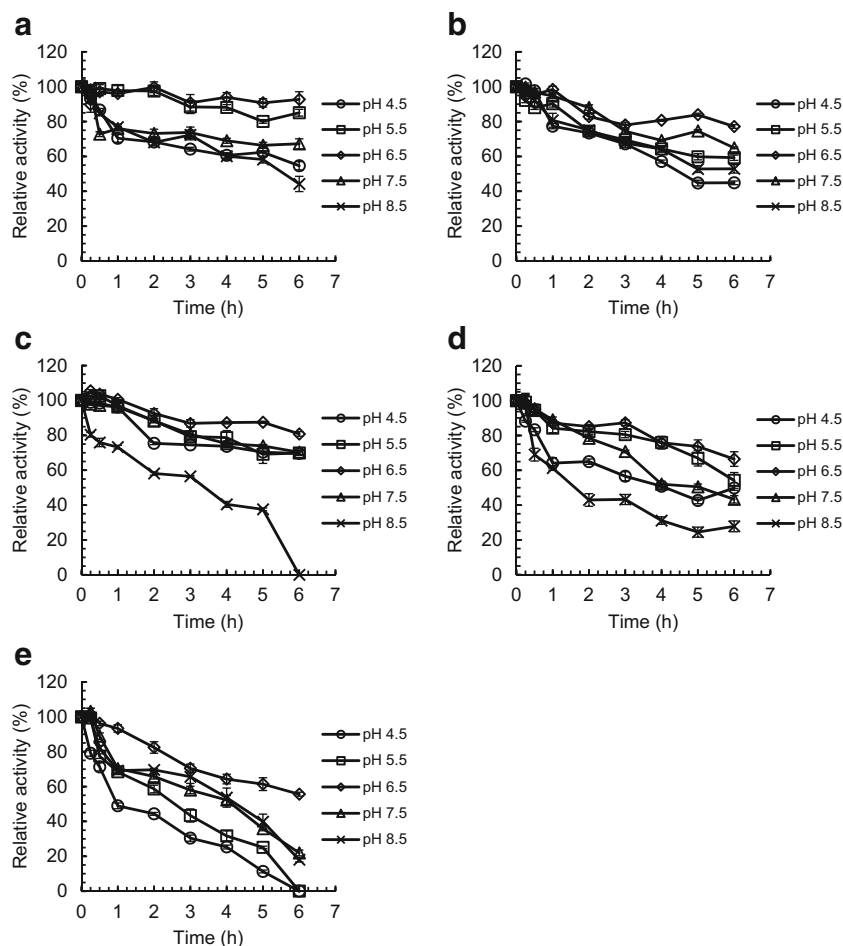 a
Relative activity (%)
120
100
80
60
40
20
0
0 1 2 3 4 5 6 7
Time (h)
pH 4.5
pH 5.5
pH 6.5
pH 7.5
pH 8.5
b
Relative activity (%)
120
100
80
60
40
20
0
0 1 2 3 4 5 6 7
Time (h)
pH 4.5
pH 5.5
pH 6.5
pH 7.5
pH 8.5
c
Relative activity (%)
120
100
80
60
40
20
0
0 1 2 3 4 5 6 7
Time (h)
pH 4.5
pH 5.5
pH 6.5
pH 7.5
pH 8.5
d
Relative activity (%)
120
100
80
60
40
20
0
0 1 2 3 4 5 6 7
Time (h)
pH 4.5
pH 5.5
pH 6.5
pH 7.5
pH 8.5
e
Relative activity (%)
120
100
80
60
40
20
0
0 1 2 3 4 5 6 7
Time (h)
pH 4.5
pH 5.5
pH 6.5
pH 7.5
pH 8.5